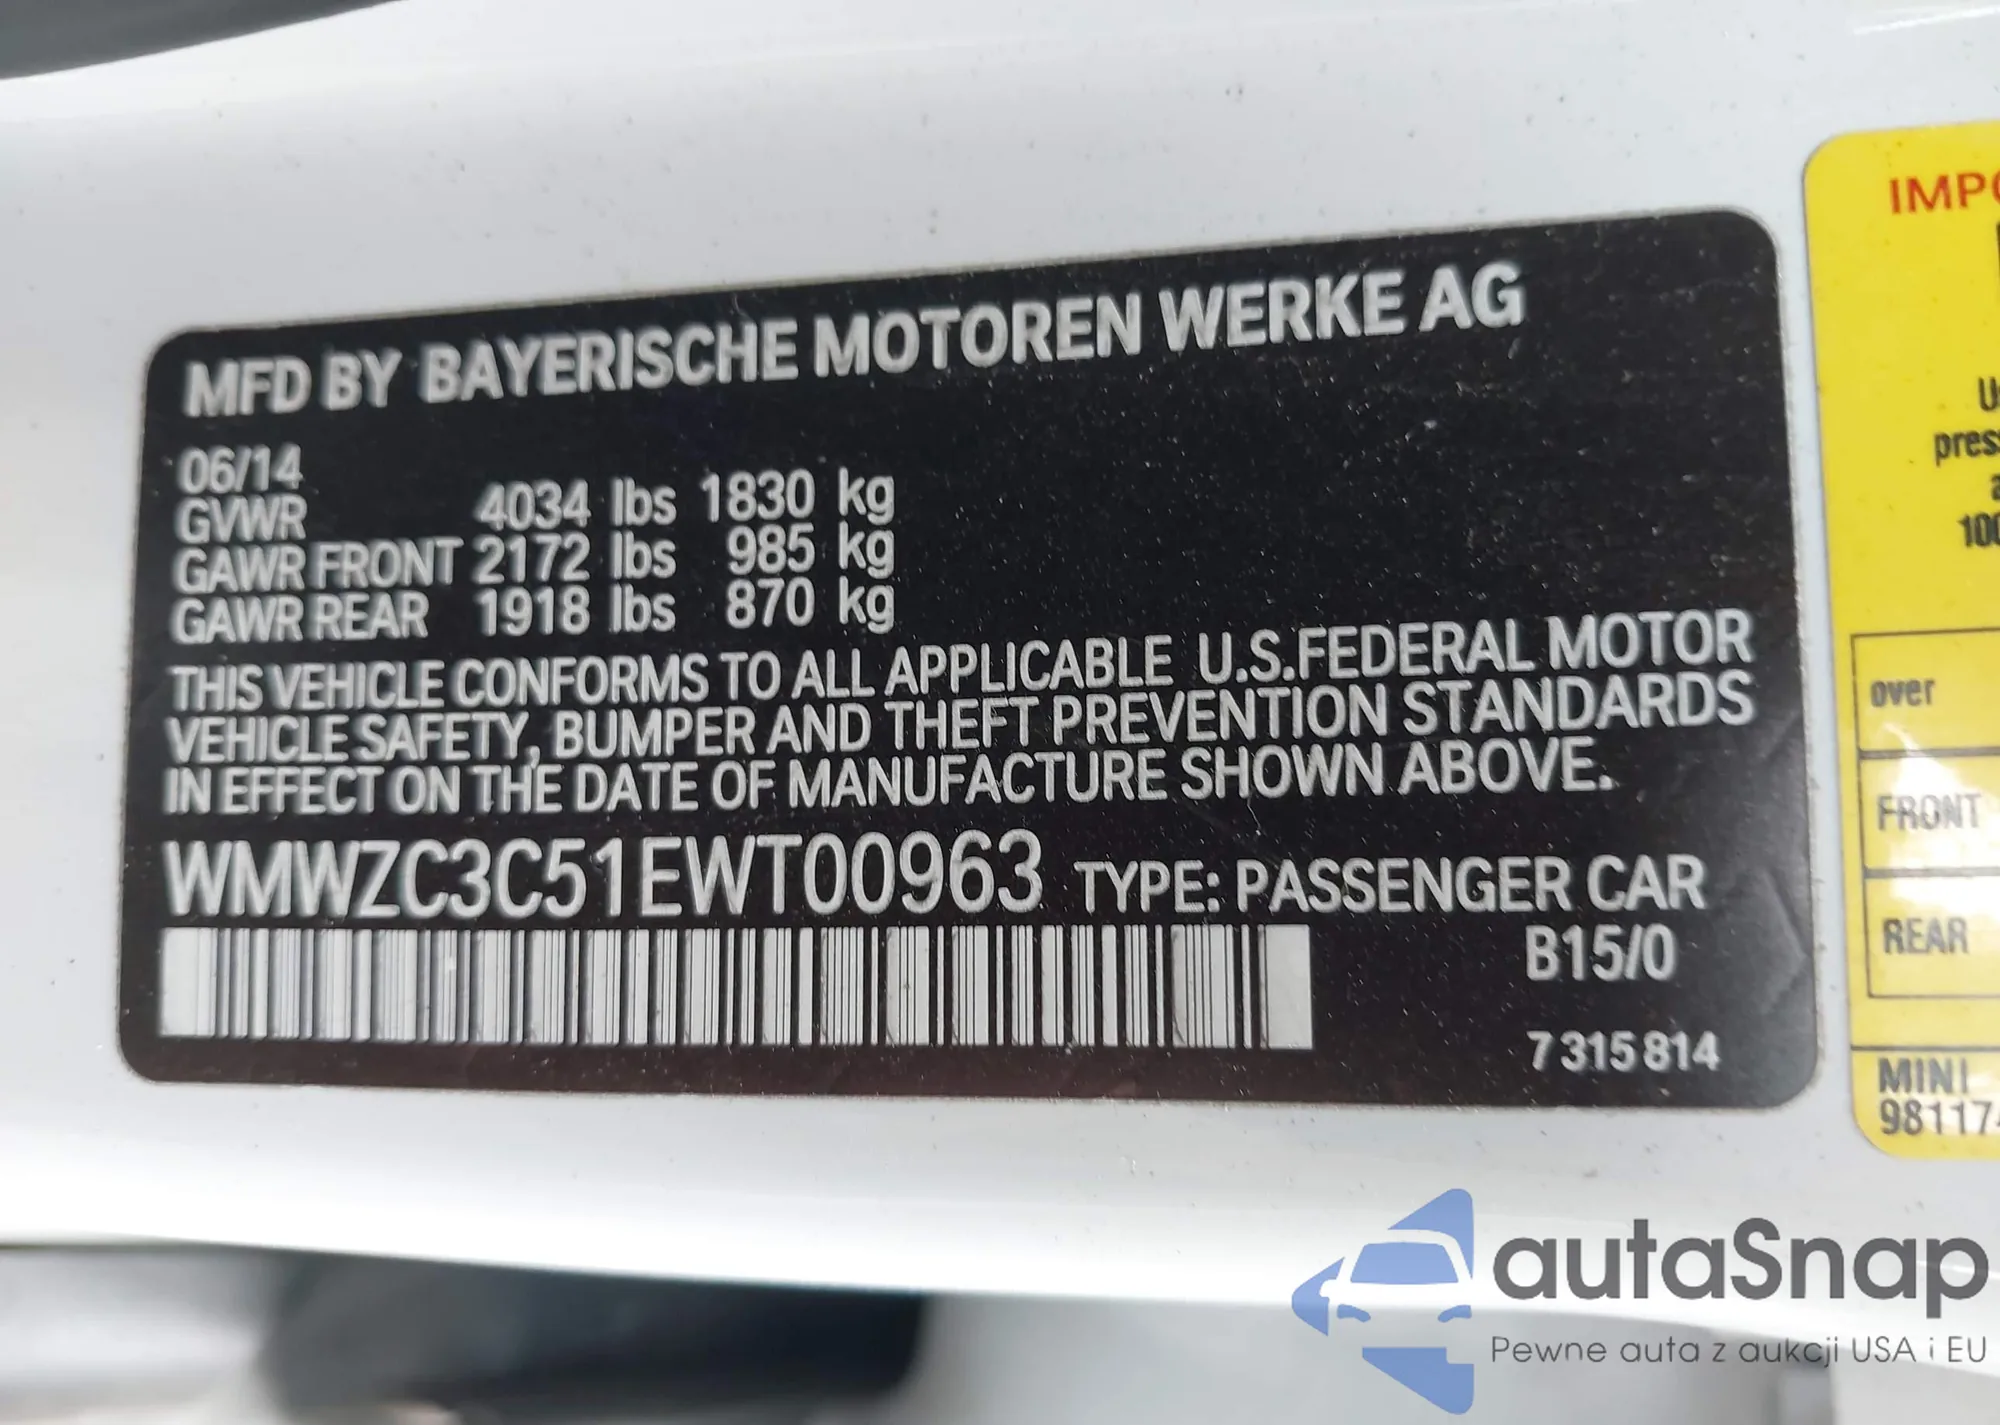 MFD BY BAYERISCHE MOTOREN WERKE AG
06/14
GVWR 4034 lbs 1830 kg
GAWR FRONT 2172 lbs 985 kg
GAWR REAR 1918 lbs 870 kg
THIS VEHICLE CONFORMS TO ALL APPLICABLE U.S.FEDERAL MOTOR
VEHICLE SAFETY, BUMPER AND THEFT PREVENTION STANDARDS
IN EFFECT ON THE DATE OF MANUFACTURE SHOWN ABOVE.
WMWZC3C51EWT00963 TYPE: PASSENGER CAR
B15/0
7 315 814
over
FRONT
REAR
MINI
autaSnap
Pewne auta z aukcji USA i EU